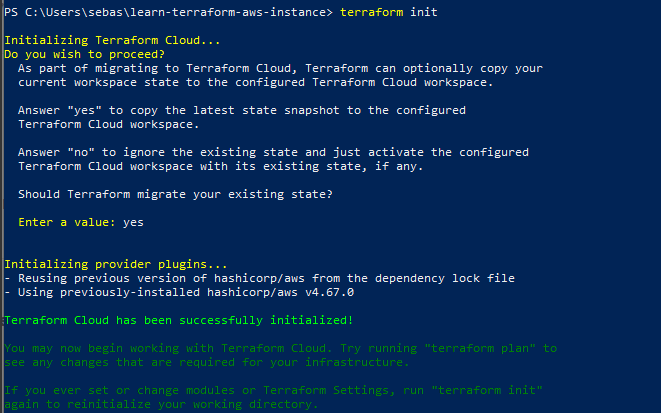 PS C:\Users\sebas\learn-terraform-aws-instance> terraform init
Initializing Terraform Cloud...
Do you wish to proceed?
As part of migrating to Terraform Cloud, Terraform can optionally copy your
current workspace state to the configured Terraform Cloud workspace.
Answer "yes" to copy the latest state snapshot to the configured
Terraform Cloud workspace.
Answer "no" to ignore the existing state and just activate the configured
Terraform Cloud workspace with its existing state, if any.
Should Terraform migrate your existing state?
Enter a value: yes
Initializing provider plugins...
- Reusing previous version of hashicorp/aws from the dependency lock file
- Using previously-installed hashicorp/aws v4.67.0
Terraform Cloud has been successfully initialized!
You may now begin working with Terraform Cloud. Try running "terraform plan" to
see any changes that are required for your infrastructure.
If you ever set or change modules or Terraform Settings, run "terraform init"
again to reinitialize your working directory.